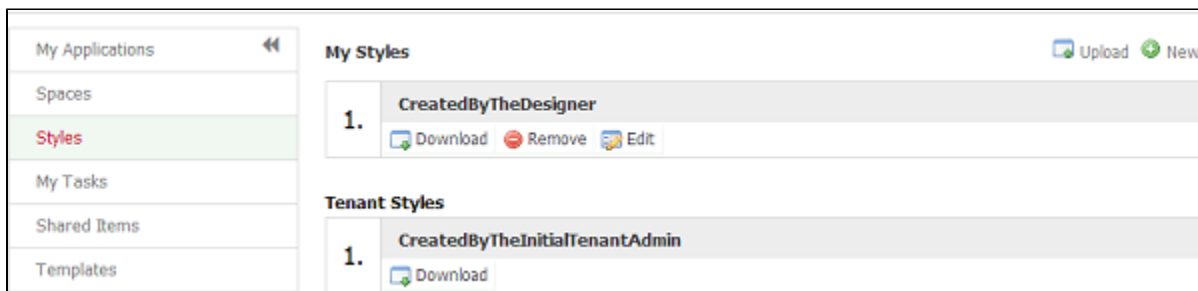 My Applications
Spaces
Styles
My Tasks
Shared Items
Templates
My Styles
Upload New
1. CreatedByTheDesigner
Download Remove Edit
Tenant Styles
1. CreatedByTheInitialTenantAdmin
Download